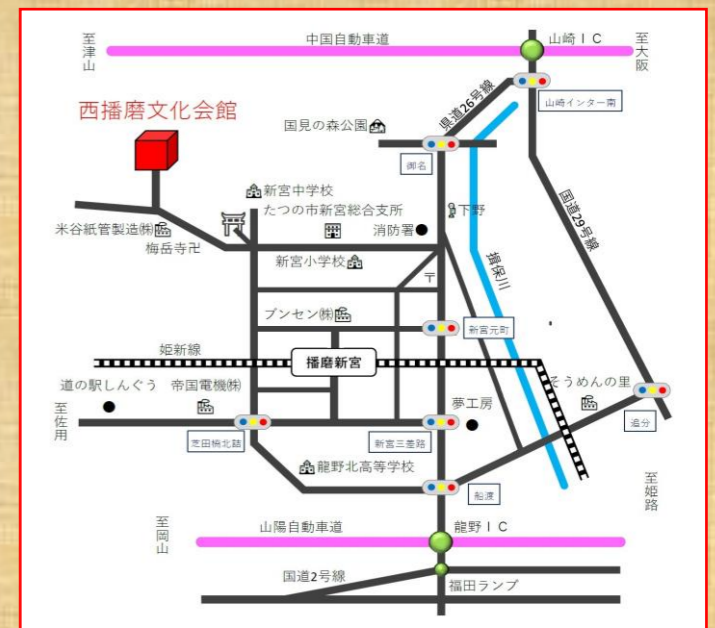 至津山
中国自動車道
山崎ＩＣ
至大阪
山崎インター南
西播磨文化会館
国見の森公園
県道26号線
御名
新宮中学校
たつの市新宮総合支所
下野
国道29号線
米谷紙管製造㈱
消防署
梅岳寺卍
新宮小学校
揖保川
〒
ブンセン㈱
新宮元町
姫新線
播磨新宮
道の駅しんぐう
帝国電機㈱
そうめんの里
至佐用
夢工房
追分
芝田橋北詰
新宮三差路
龍野北高等学校
船渡
至姫路
至岡山
山陽自動車道
龍野ＩＣ
国道2号線
福田ランプ